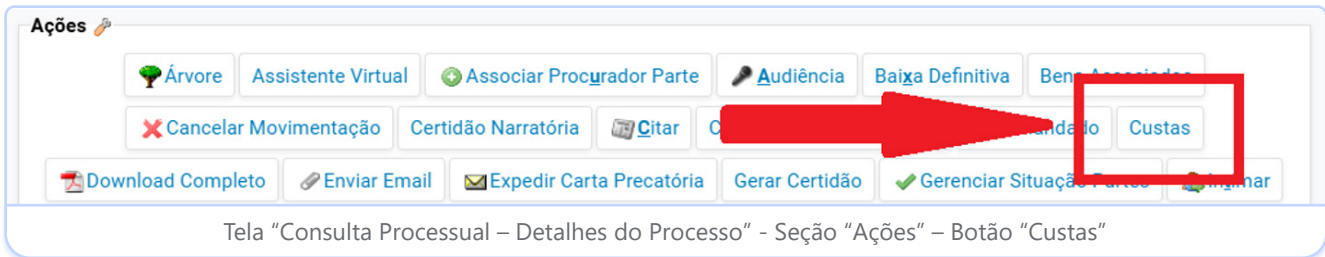 Ações
Árvore Assistente Virtual Associar Procurador Parte Audiência Baixa Definitiva Bens
Cancelar Movimentação Certidão Narratória Citar Custas
Download Completo Enviar Email Expedir Carta Precatória Gerar Certidão Gerenciar Situação Partes Intimar
Tela “Consulta Processual – Detalhes do Processo” - Seção “Ações” – Botão “Custas”